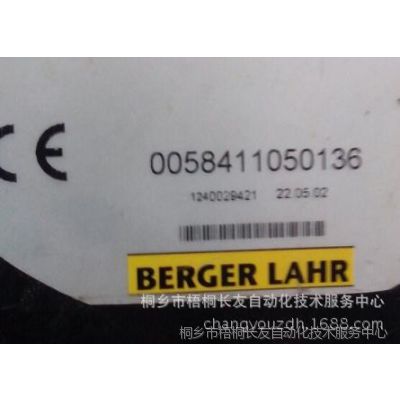 CE
0058411050136
1240029421 22.05.02
BERGER LAHR
桐乡市梧桐长友自动化技术服务中心
changyouzdh.1688.com
桐乡市梧桐长友自动化技术服务中心